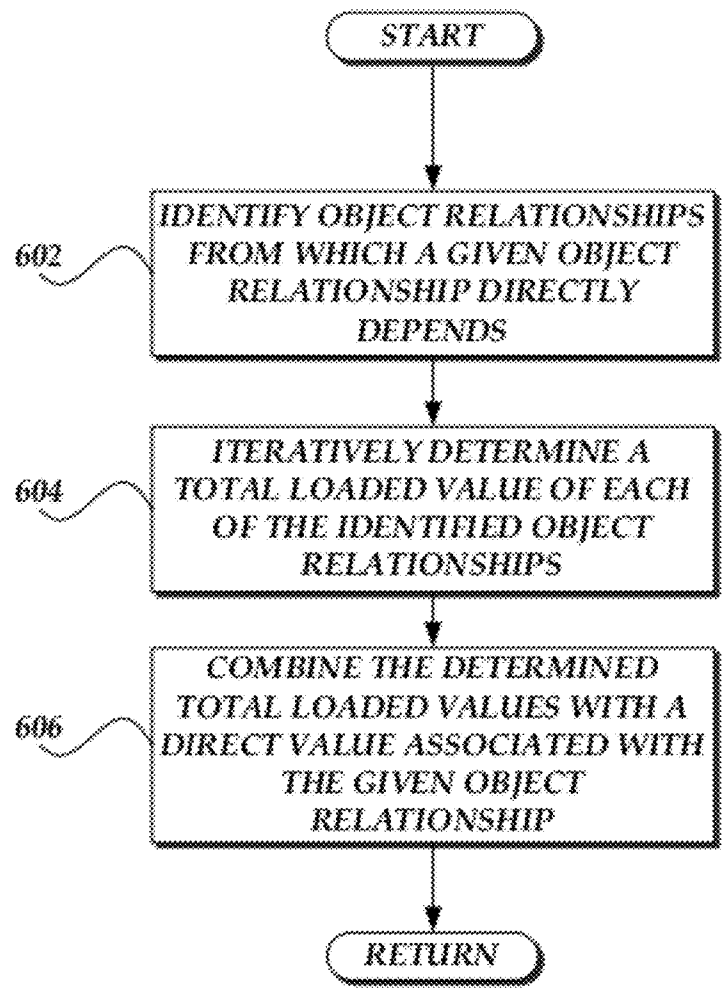 START
602
IDENTIFY OBJECT RELATIONSHIPS
FROM WHICH A GIVEN OBJECT
RELATIONSHIP DIRECTLY
DEPENDS
604
ITERATIVELY DETERMINE A
TOTAL LOADED VALUE OF EACH
OF THE IDENTIFIED OBJECT
RELATIONSHIPS
606
COMBINE THE DETERMINED
TOTAL LOADED VALUES WITH A
DIRECT VALUE ASSOCIATED WITH
THE GIVEN OBJECT
RELATIONSHIP
RETURN